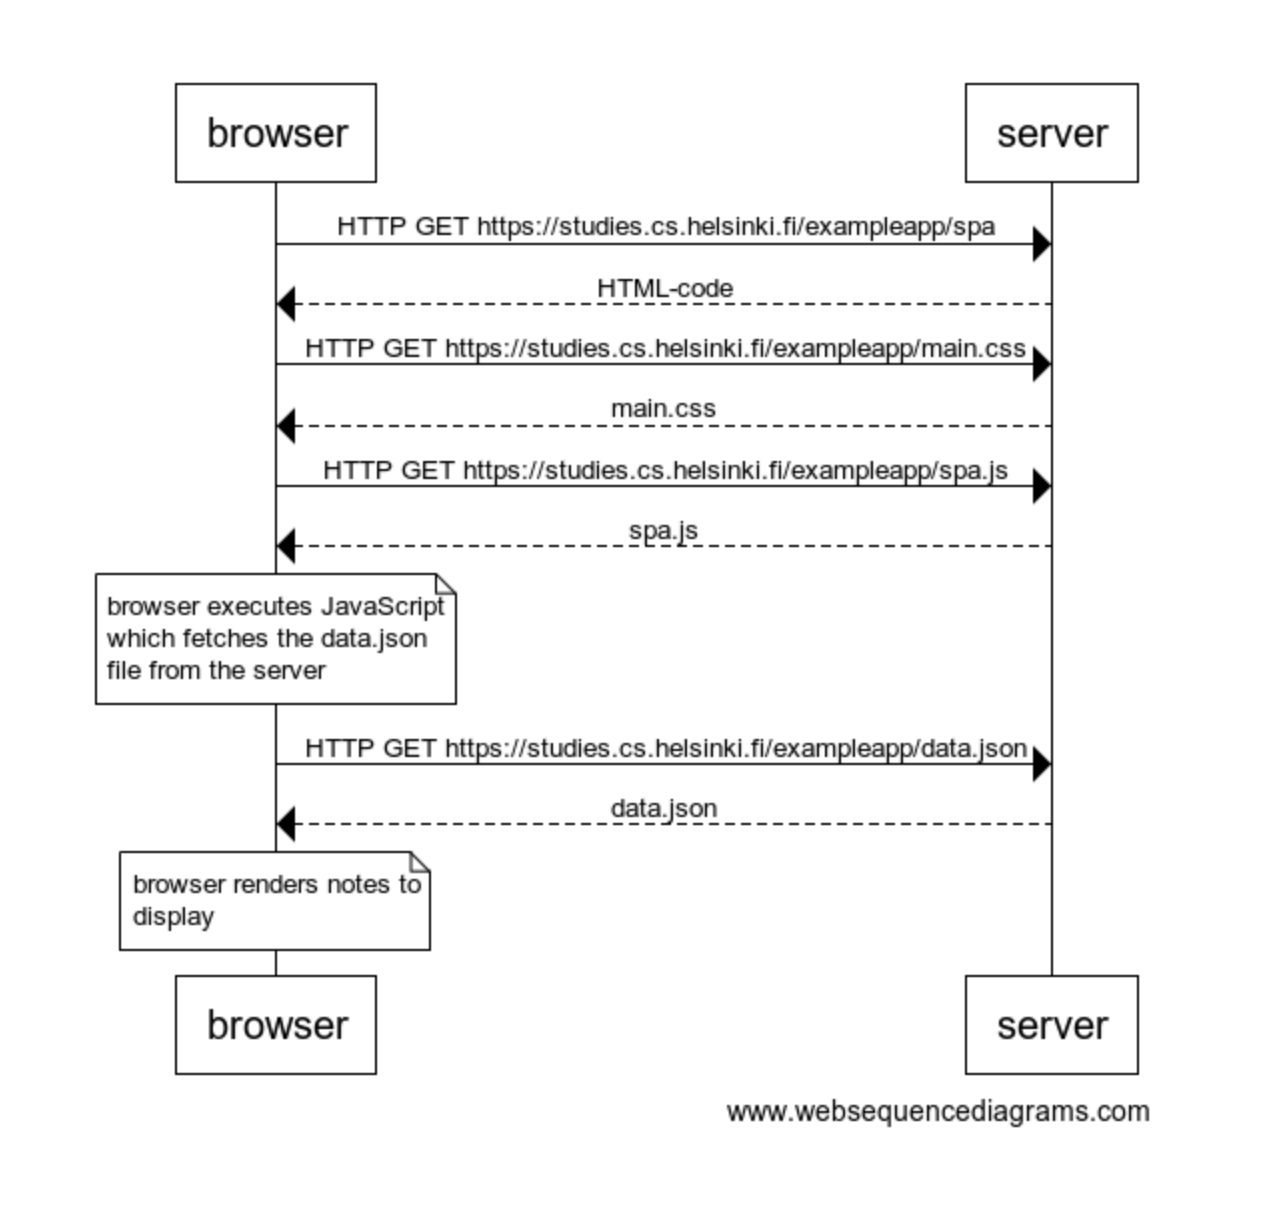 browser
server
HTTP GET https://studies.cs.helsinki.fi/exampleapp/spa
HTML-code
HTTP GET https://studies.cs.helsinki.fi/exampleapp/main.css
main.css
HTTP GET https://studies.cs.helsinki.fi/exampleapp/spa.js
spa.js
browser executes JavaScript
which fetches the data.json
file from the server
HTTP GET https://studies.cs.helsinki.fi/exampleapp/data.json
data.json
browser renders notes to
display
browser
server
www.websequencediagrams.com